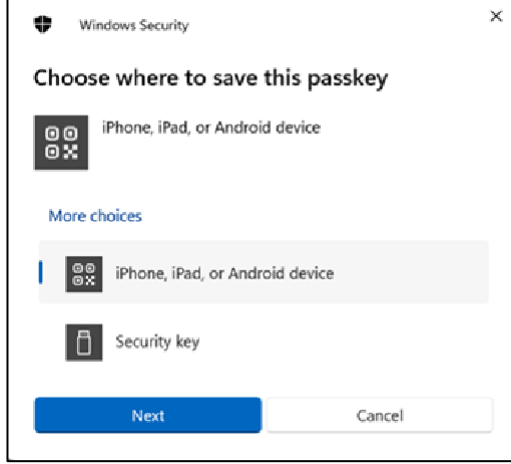 Windows Security
Choose where to save this passkey
iPhone, iPad, or Android device
More choices
iPhone, iPad, or Android device
Security key
Next
Cancel